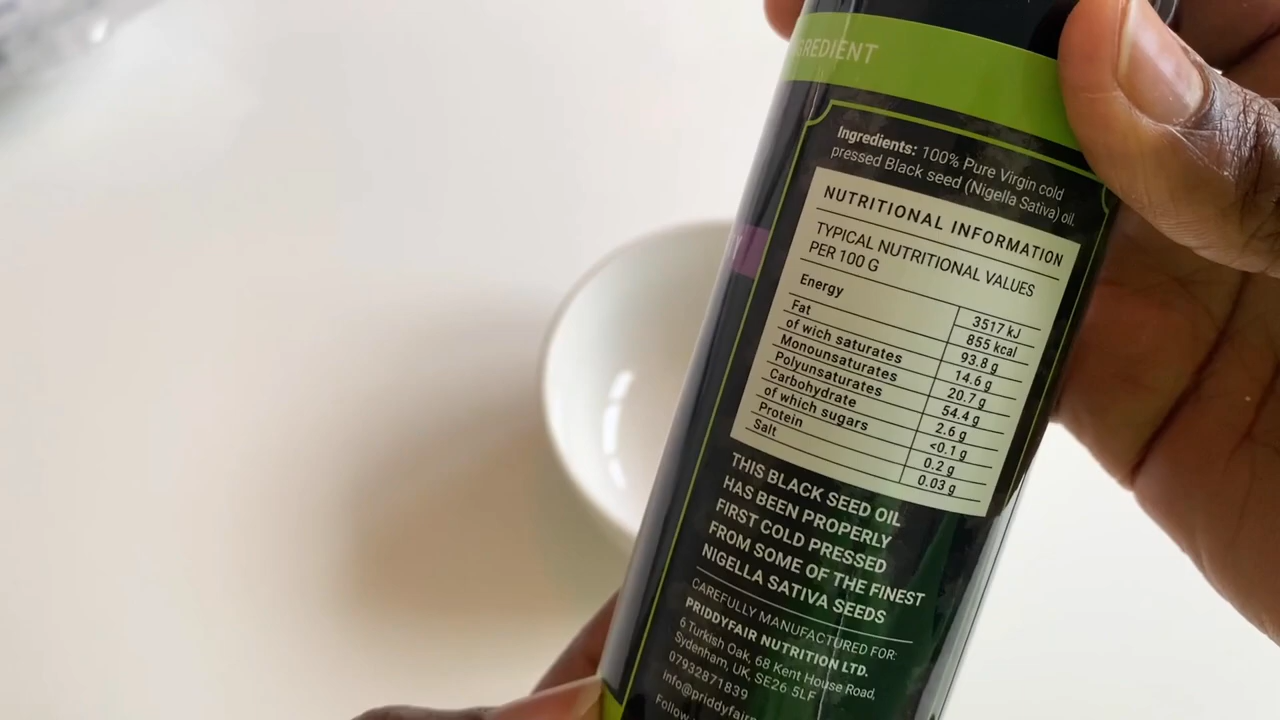 GREDIENT
Ingredients: 100% Pure Virgin cold
pressed Black seed (Nigella Sativa) oil.
NUTRITIONAL INFORMATION
TYPICAL NUTRITIONAL VALUES
PER 100 G
Energy 3517 kJ
855 kcal
Fat 93.8 g
of wich saturates 14.6 g
Monounsaturates 20.7 g
Polyunsaturates 54.4 g
Carbohydrate 2.6 g
of which sugars <0.1 g
Protein 0.2 g
Salt 0.03 g
THIS BLACK SEED OIL
HAS BEEN PROPERLY
FIRST COLD PRESSED
FROM SOME OF THE FINEST
NIGELLA SATIVA SEEDS
CAREFULLY MANUFACTURED FOR:
PRIDDYFAIR NUTRITION LTD.
6 Turkish Oak, 68 Kent House Road,
Sydenham, UK, SE26 5LF
07932871839
info@priddyfair
Follow